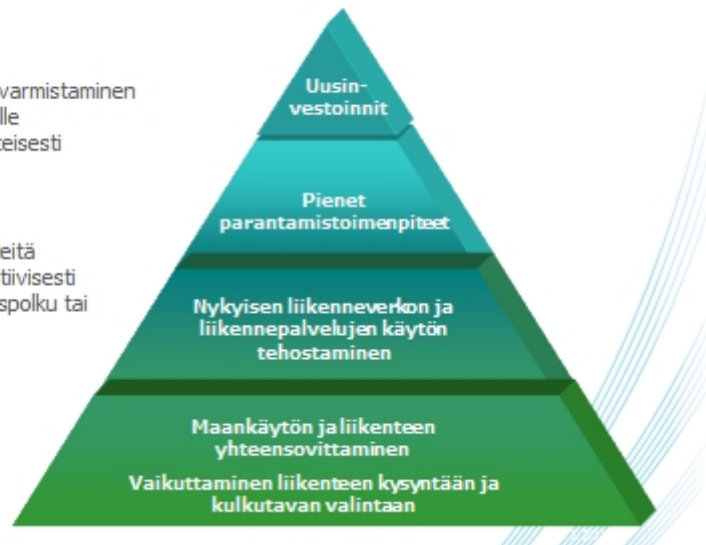 varmistaminen
lle
teisesti
eitä
tiivisesti
spolku tai
Uusin-
vestoinnit
Pienet
parantamistoimenpiteet
Nykyisen liikenneverkon ja
liikennepalvelujen käytön
tehostaminen
Maankäytön ja liikenteen
yhteensovittaminen
Vaikuttaminen liikenteen kysyntään ja
kulkutavan valintaan